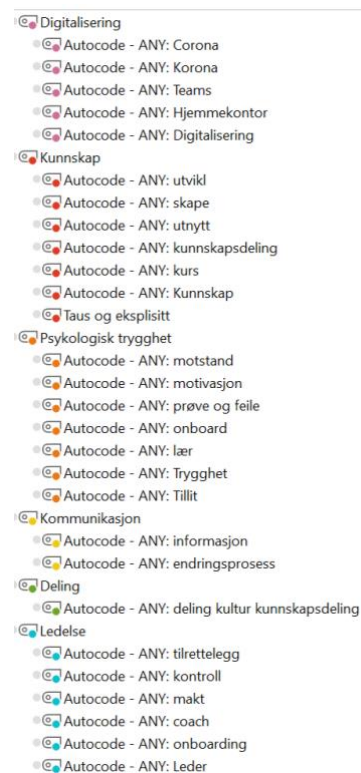 Digitalisering
Autocode - ANY: Corona
Autocode - ANY: Korona
Autocode - ANY: Teams
Autocode - ANY: Hjemmekontor
Autocode - ANY: Digitalisering
Kunnskap
Autocode - ANY: utvikl
Autocode - ANY: skape
Autocode - ANY: utnytt
Autocode - ANY: kunnskapsdeling
Autocode - ANY: kurs
Autocode - ANY: Kunnskap
Taus og eksplisitt
Psykologisk trygghet
Autocode - ANY: motstand
Autocode - ANY: motivasjon
Autocode - ANY: prøve og feile
Autocode - ANY: onboard
Autocode - ANY: lær
Autocode - ANY: Trygghet
Autocode - ANY: Tillit
Kommunikasjon
Autocode - ANY: informasjon
Autocode - ANY: endringsprosess
Deling
Autocode - ANY: deling kultur kunnskapsdeling
Ledelse
Autocode - ANY: tilrettelegg
Autocode - ANY: kontroll
Autocode - ANY: makt
Autocode - ANY: coach
Autocode - ANY: onboarding
Autocode - ANY: Leder